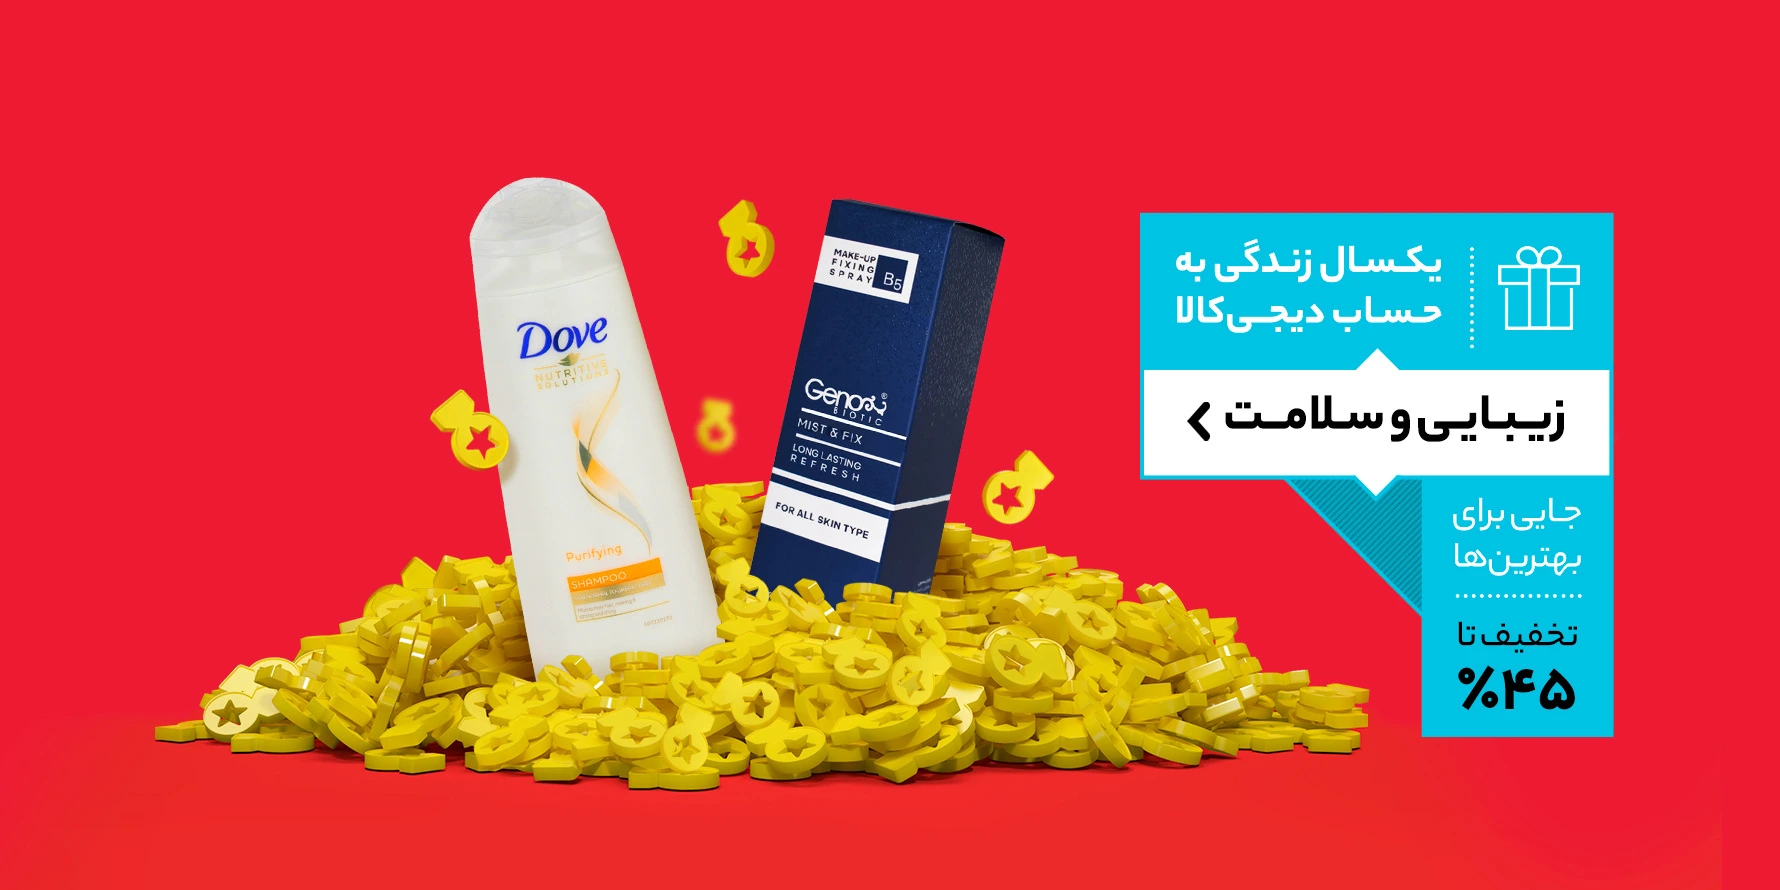 یکسال زندگی به
حساب دیجی‌کالا
زیبایی و سلامت
جایی برای
بهترین‌ها
تخفیف تا
%۴۵
Dove
NUTRITIVE
SOLUTIONS
Purifying
SHAMPOO
MAKE-UP
FIXING
SPRAY
B5
Geno
BIOTIC
MIST & FIX
LONG LASTING
REFRESH
FOR ALL SKIN TYPE